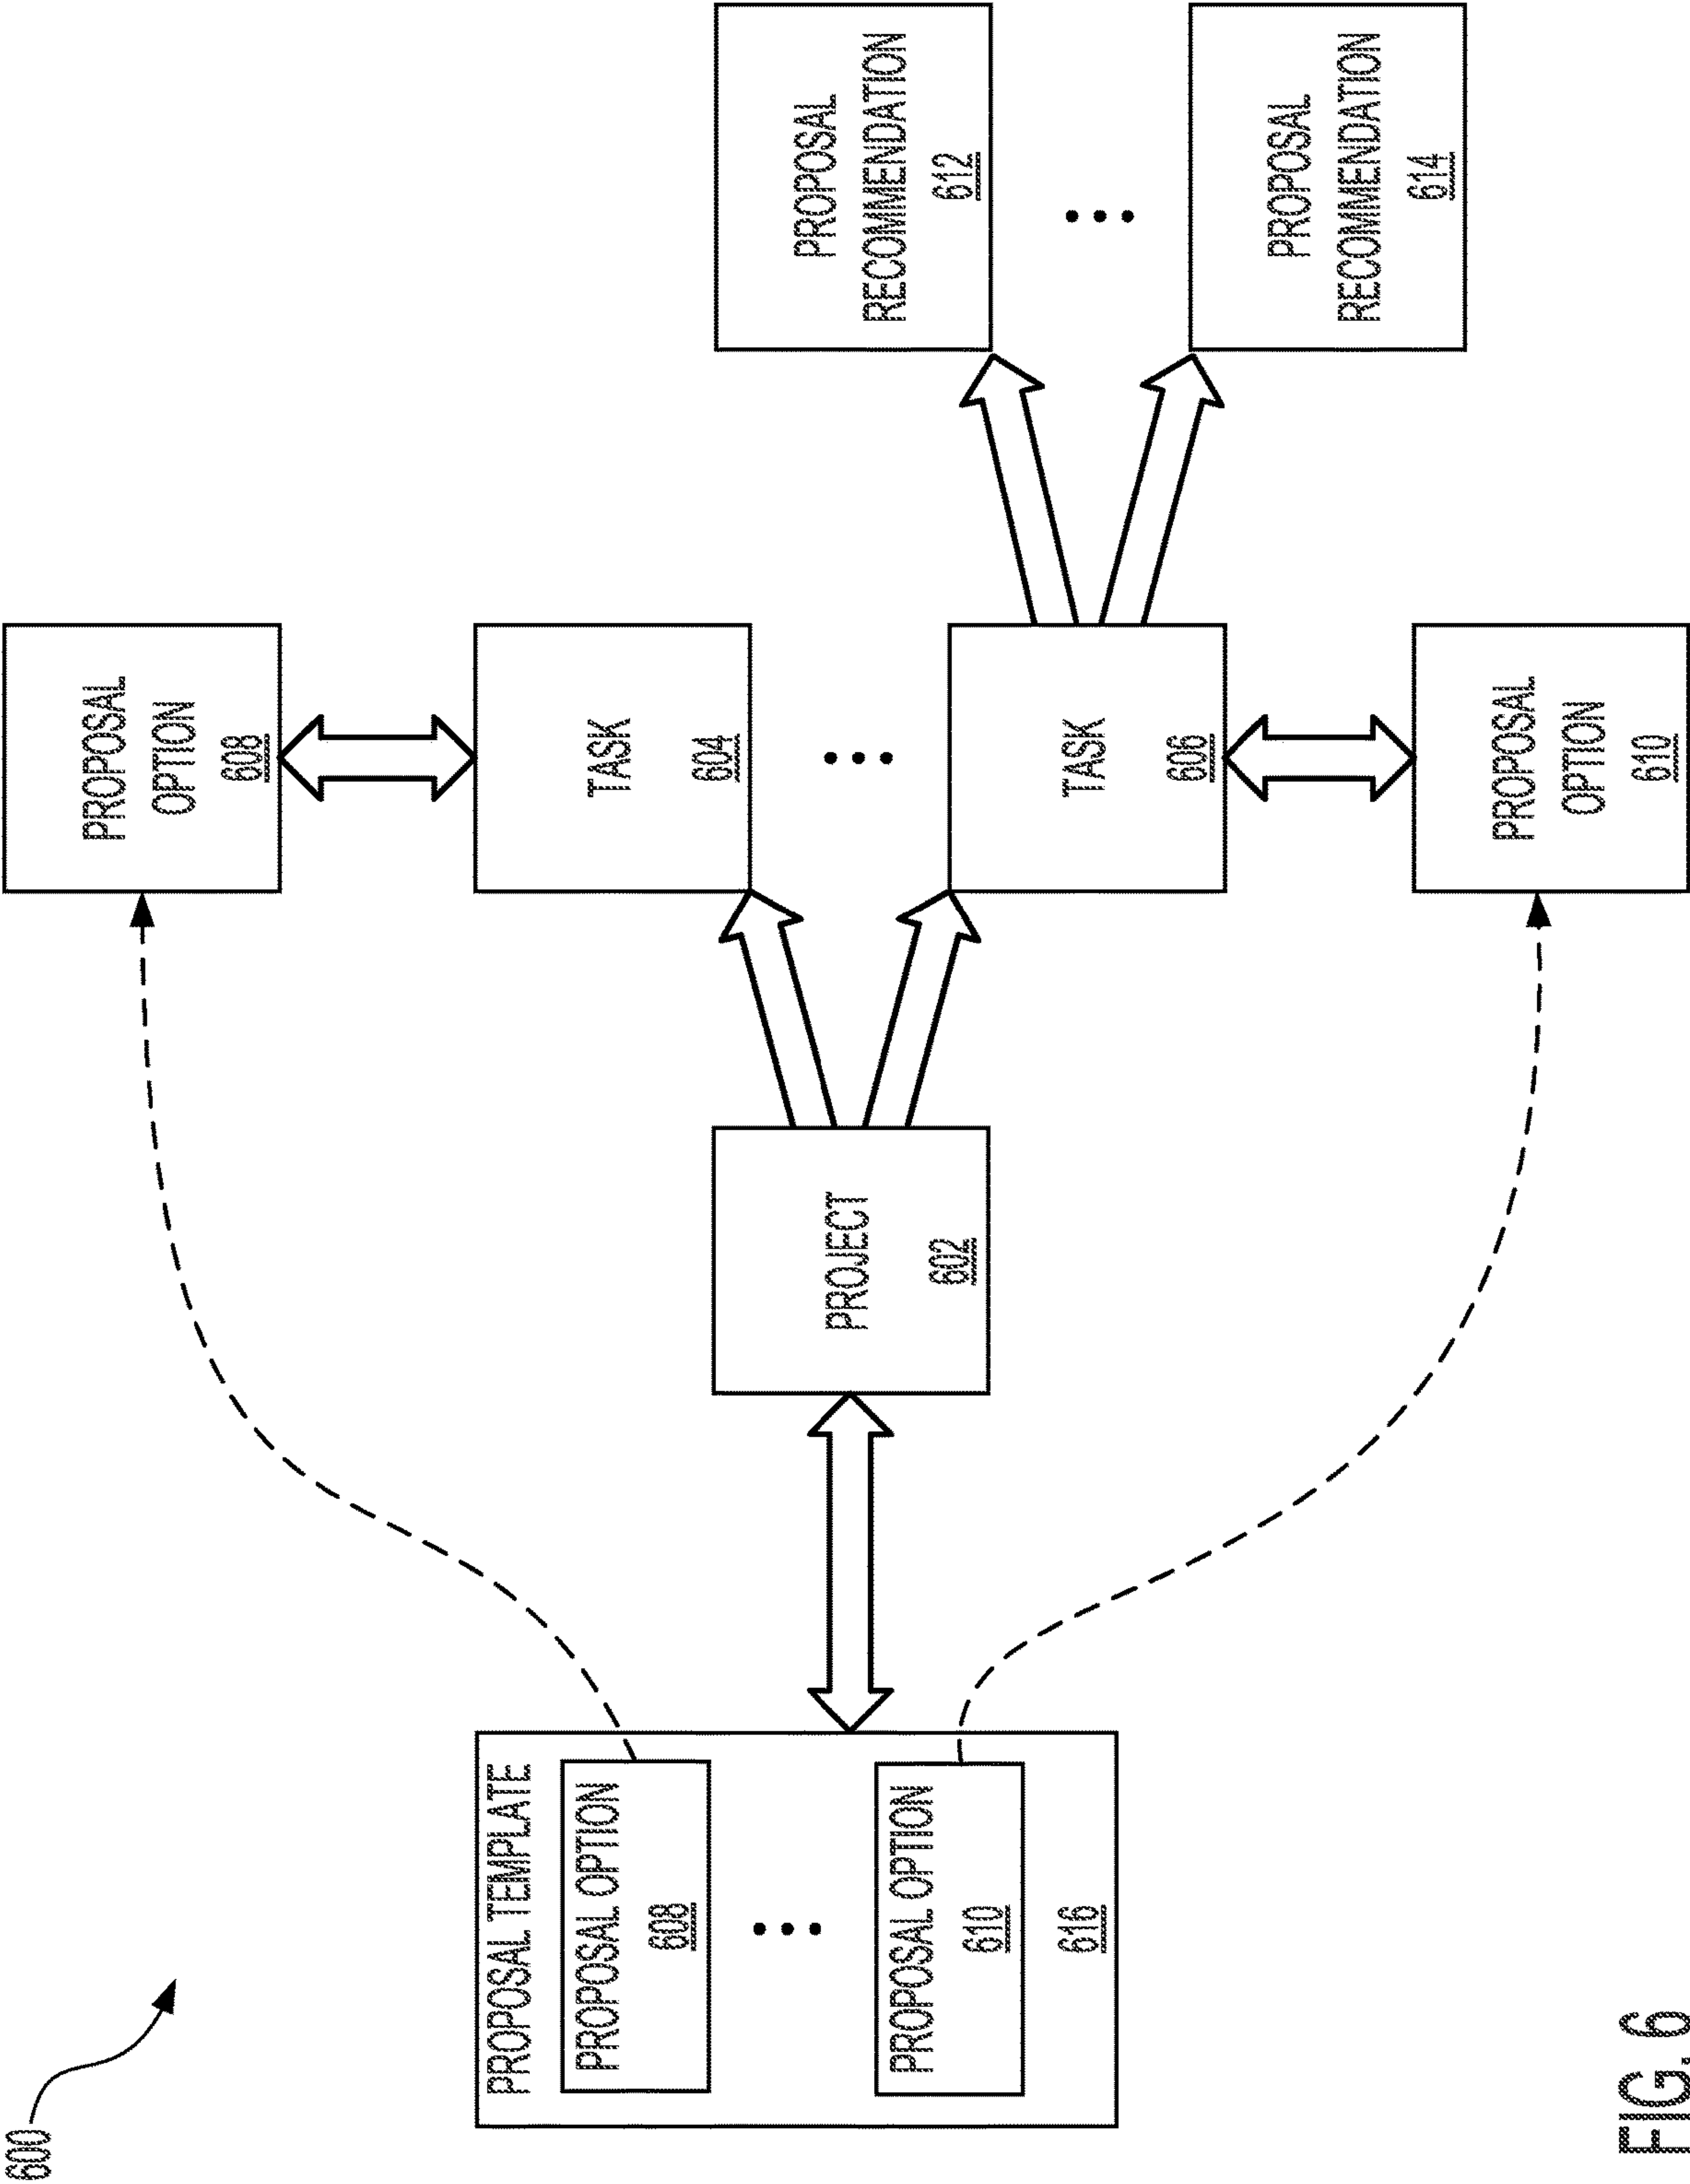 600
PROPOSAL TEMPLATE
PROPOSAL OPTION
608
PROPOSAL OPTION
610
616
PROJECT
602
PROPOSAL
OPTION
608
TASK
604
TASK
606
PROPOSAL
OPTION
610
PROPOSAL
RECOMMENDATION
612
PROPOSAL
RECOMMENDATION
614
FIG. 6